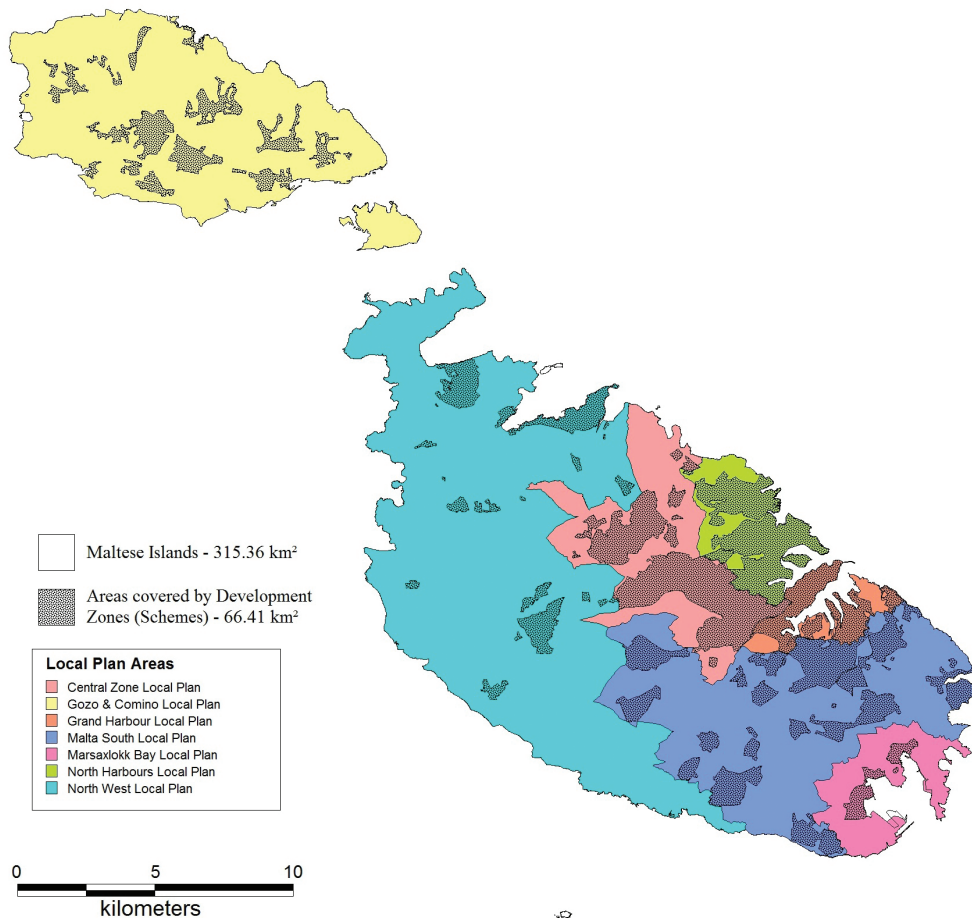 Maltese Islands - 315.36 km²
Areas covered by Development
Zones (Schemes) - 66.41 km²
Local Plan Areas
Central Zone Local Plan
Gozo & Comino Local Plan
Grand Harbour Local Plan
Malta South Local Plan
Marsaxlokk Bay Local Plan
North Harbours Local Plan
North West Local Plan
0 5 10
kilometers